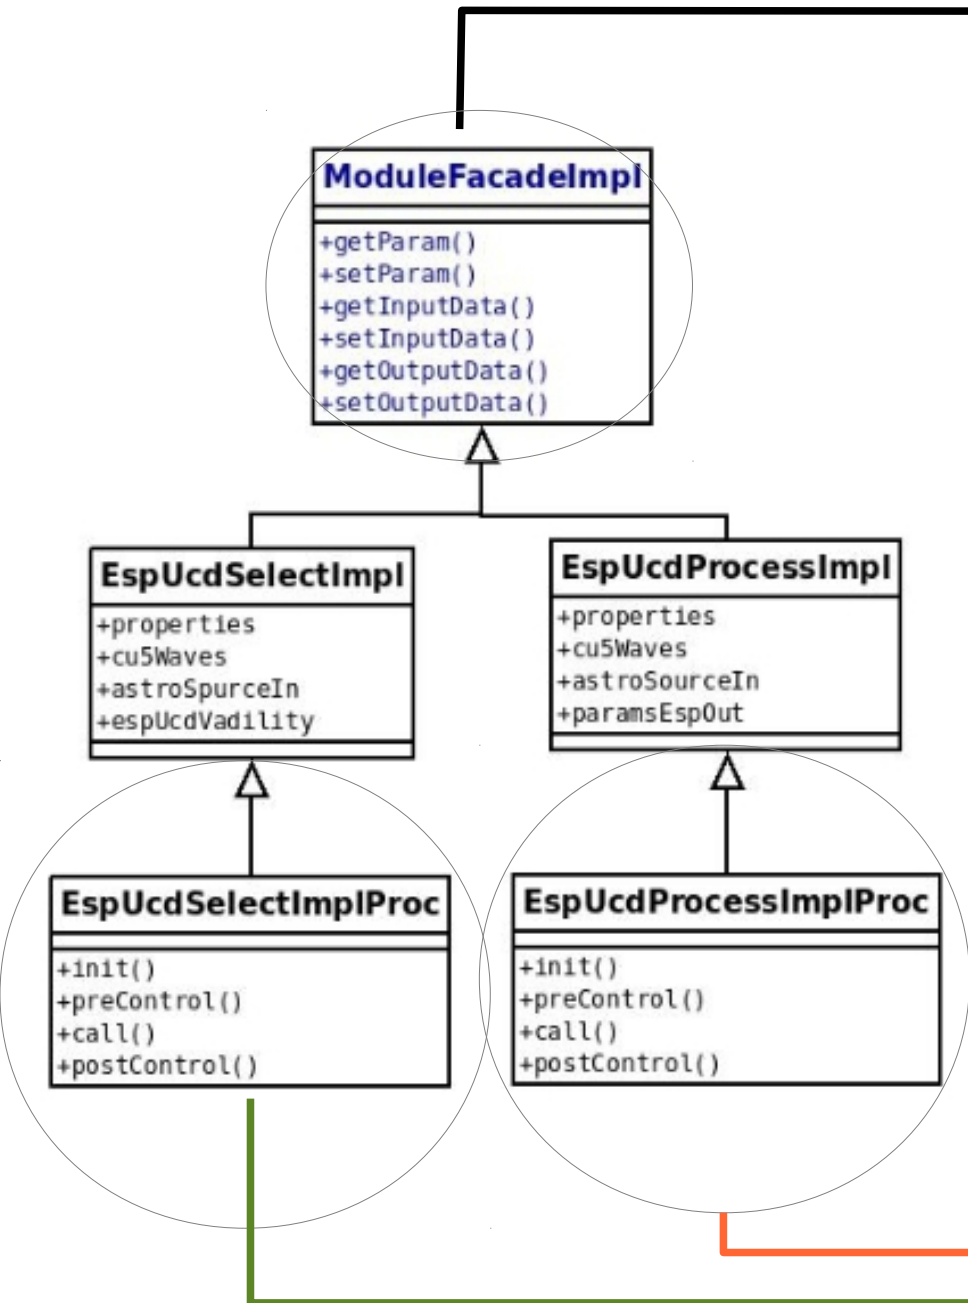 ModuleFacadeImpl
+getParam()
+setParam()
+getInputData()
+setInputData()
+getOutputData()
+setOutputData()
EspUcdSelectImpl
+properties
+cu5Waves
+astroSpurceIn
+espUcdVadility
EspUcdProcessImpl
+properties
+cu5Waves
+astroSourceIn
+paramsEspOut
EspUcdSelectImplProc
+init()
+preControl()
+call()
+postControl()
EspUcdProcessImplProc
+init()
+preControl()
+call()
+postControl()